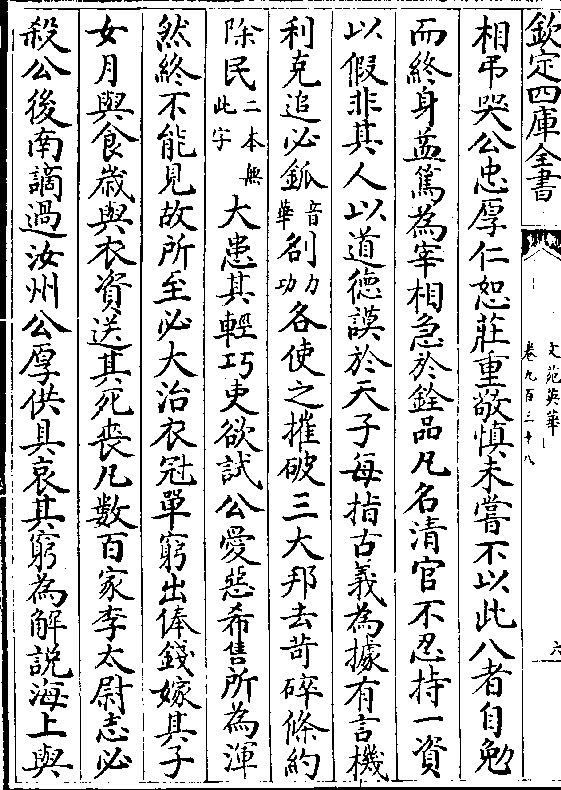 欽定四庫全書
文苑英華
卷九百三十八
六
相弔哭公忠厚仁恕莊重敬慎未嘗不以此八者自勉
而終身葢篤為宰相急於銓品凡名清官不忍持一資
以假非其人以道德謨於天子每指古義為據有言機
利克追必釽音華刽力功各使之摧破三大邦去苛碎條約
除民二本無此字大患其輕巧吏欲試公愛惡希售所為渾
然終不能見故所至必大治衣冠單窮出俸錢嫁其子
女月與食歳與衣資送其死喪凡數百家李太尉志必
殺公後南謫過汝州公厚供具哀其窮為解說海上與